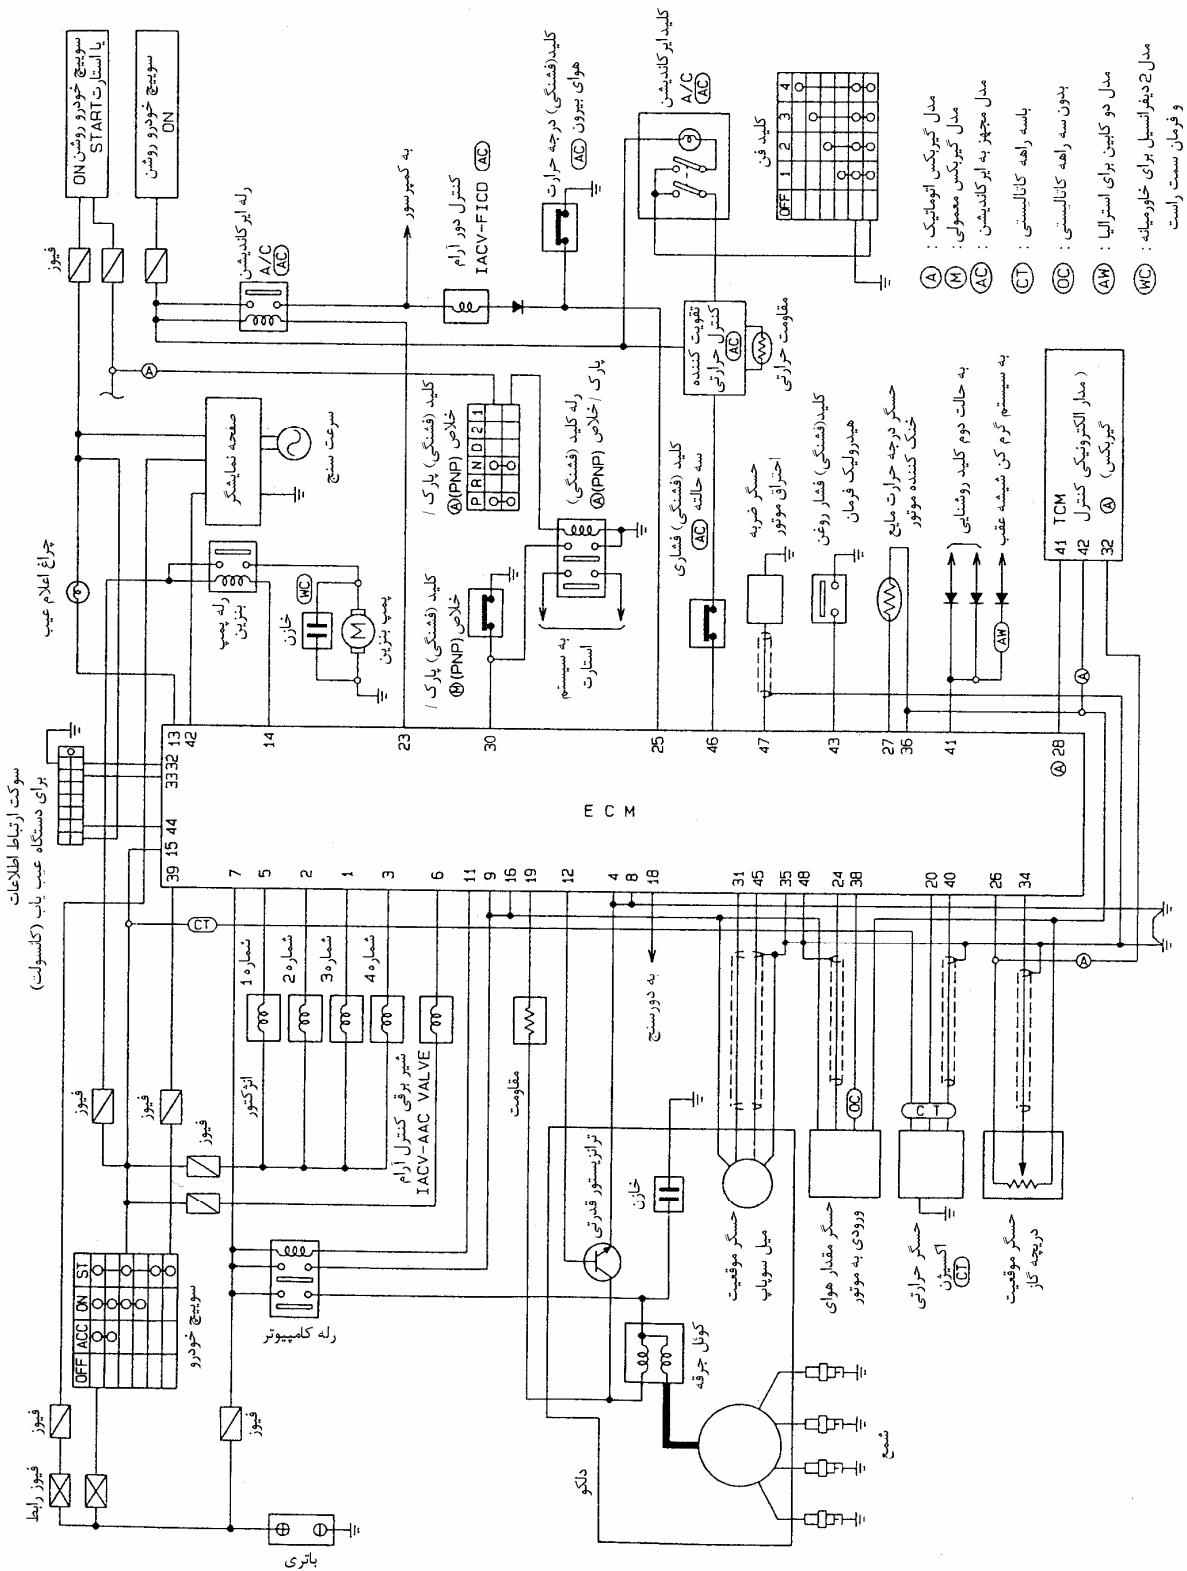 باتری
فیوز رابط
فیوز
فیوز
OFF ACC ON ST
سوییچ خودرو
رله کامپیوتر
فیوز
فیوز
فیوز
انژکتور
شماره 1
شماره 2
شماره 3
شماره 4
شیر برقی کنترل آرام
IACV-AAC VALVE
مقاومت
ترانزیستور قدرتی
خازن
به دورسنج
کوئل جرقه
دلکو
شمع
حسگر موقعیت
میل سوپاپ
حسگر مقدار هوای
ورودی به موتور
OC
حسگر حرارتی
اکسیژن
CT
CT
حسگر موقعیت
دریچه گاز
CT
A
39 15 44 33 32 13
7 5 2 1 3 6 11 9 16 19 12 4 8 18 31 45 35 48 24 38 20 40 26 34
ECM
42 14 23 30 25 46 47 43 27 36 41 28
A
سوکت ارتباط اطلاعات
برای دستگاه عیب یاب (کانسولت)
چراغ اعلام عیب
رله پمپ
بنزین
خازن
WC
M
پمپ بنزین
صفحه نمایشگر
سرعت سنج
کلید (فشنگی) پارک /
خلاص (PNP) M
کلید (فشنگی) پارک /
خلاص (PNP) A
P R N D 2 1
رله کلید (فشنگی)
پارک / خلاص (PNP) A
به سیستم
استارت
A
فیوز
سوییچ خودرو روشن ON
یا استارت START
سوییچ خودرو روشن
ON
رله ایرکاندیشن
A/C
AC
به کمپرسور
کنترل دور آرام
IACV-FICD AC
کلید (فشنگی) درجه حرارت
هوای بیرون AC
کلید ایرکاندیشن
A/C
AC
کلید فن
OFF 1 2 3 4
تقویت کننده
کنترل حرارتی
AC
مقاومت حرارتی
کلید (فشنگی) فشاری
سه حالته AC
حسگر ضربه
احتراق موتور
کلید (فشنگی) فشار روغن
هیدرولیک فرمان
حسگر درجه حرارت مایع
خنک کننده موتور
به حالت دوم کلید روشنایی
به سیستم گرم کن شیشه عقب
AW
A
41 TCM
42 (مدار الکترونیکی کنترل
32 گیربکس) A
A : مدل گیربکس اتوماتیک
M : مدل گیربکس معمولی
AC : مدل مجهز به ایرکاندیشن
CT : باسه راهه کاتالیستی
OC : بدون سه راهه کاتالیستی
AW : مدل دو کابین برای استرالیا
WC : مدل 2 دیفرانسیل برای خاورمیانه
و فرمان سمت راست